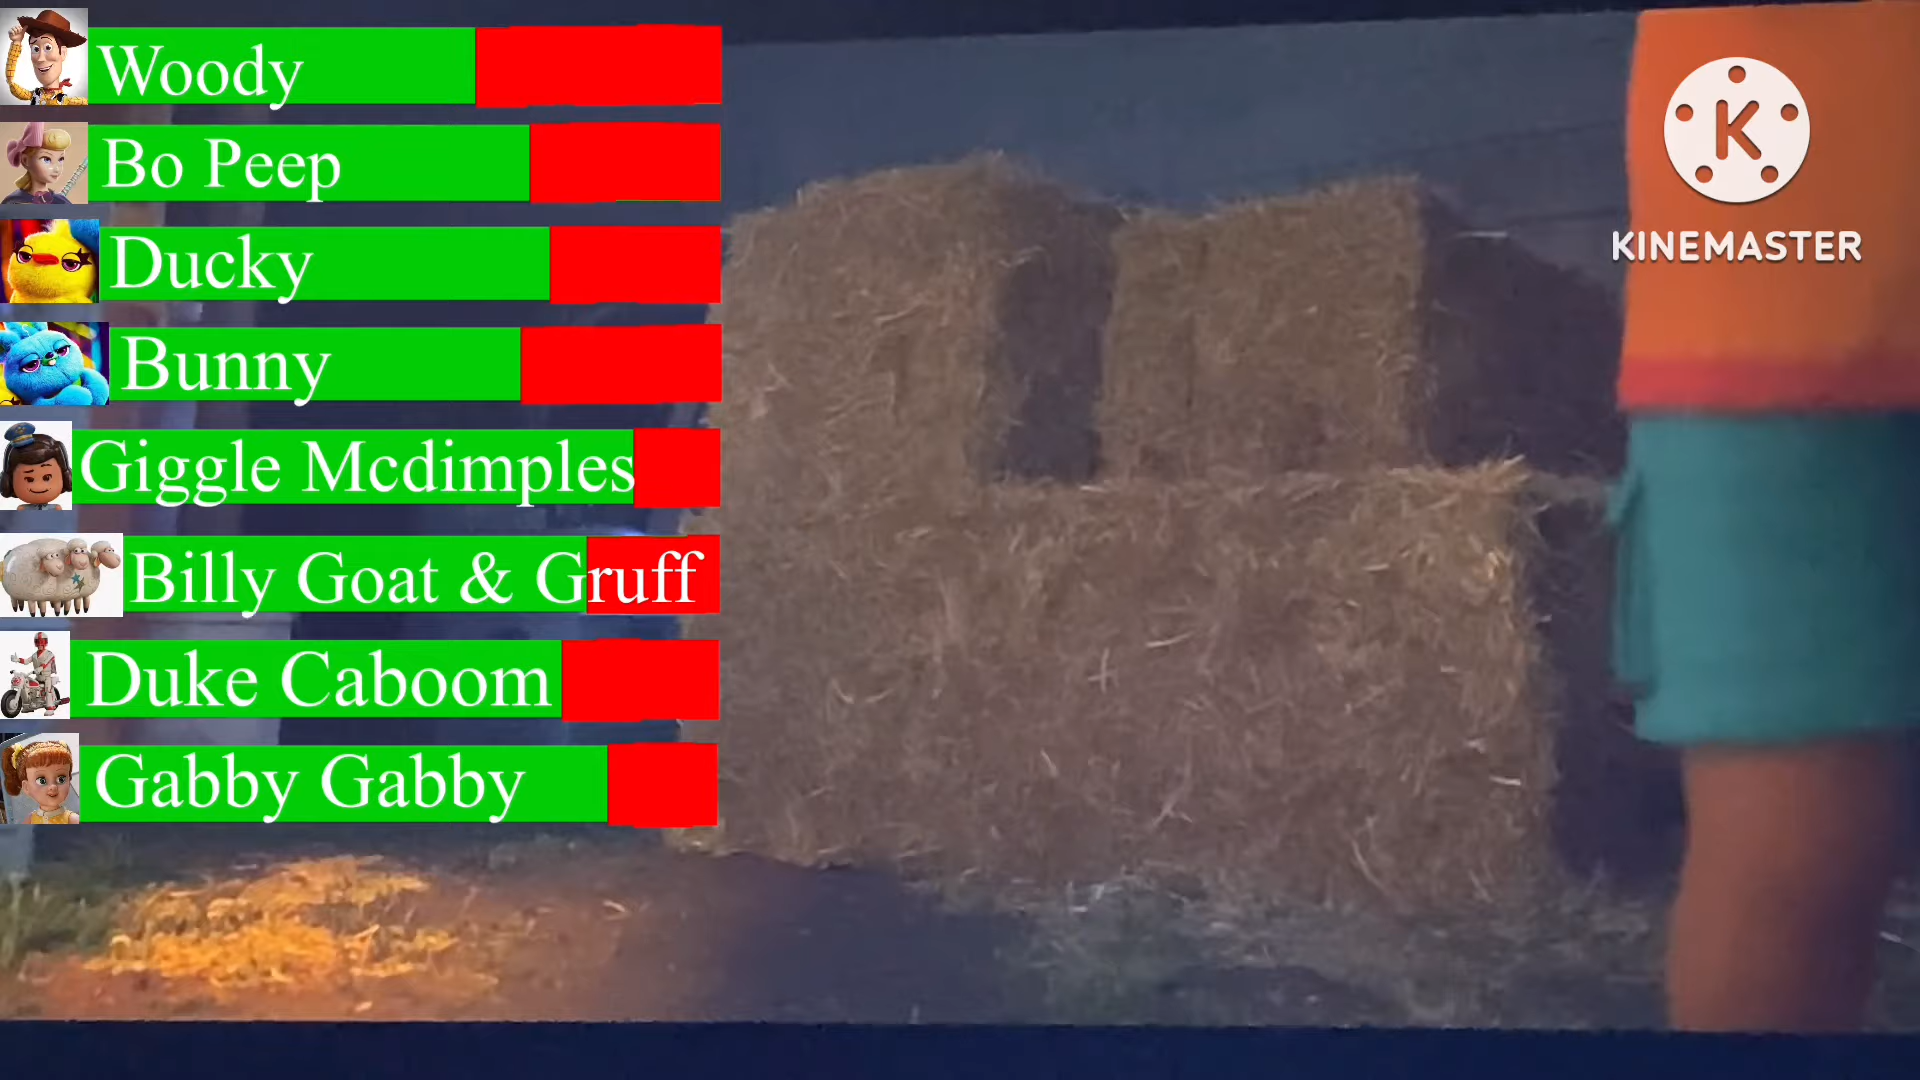 Woody
Bo Peep
Ducky
Bunny
Giggle Mcdimples
Billy Goat & Gruff
Duke Caboom
Gabby Gabby
K
KINEMASTER